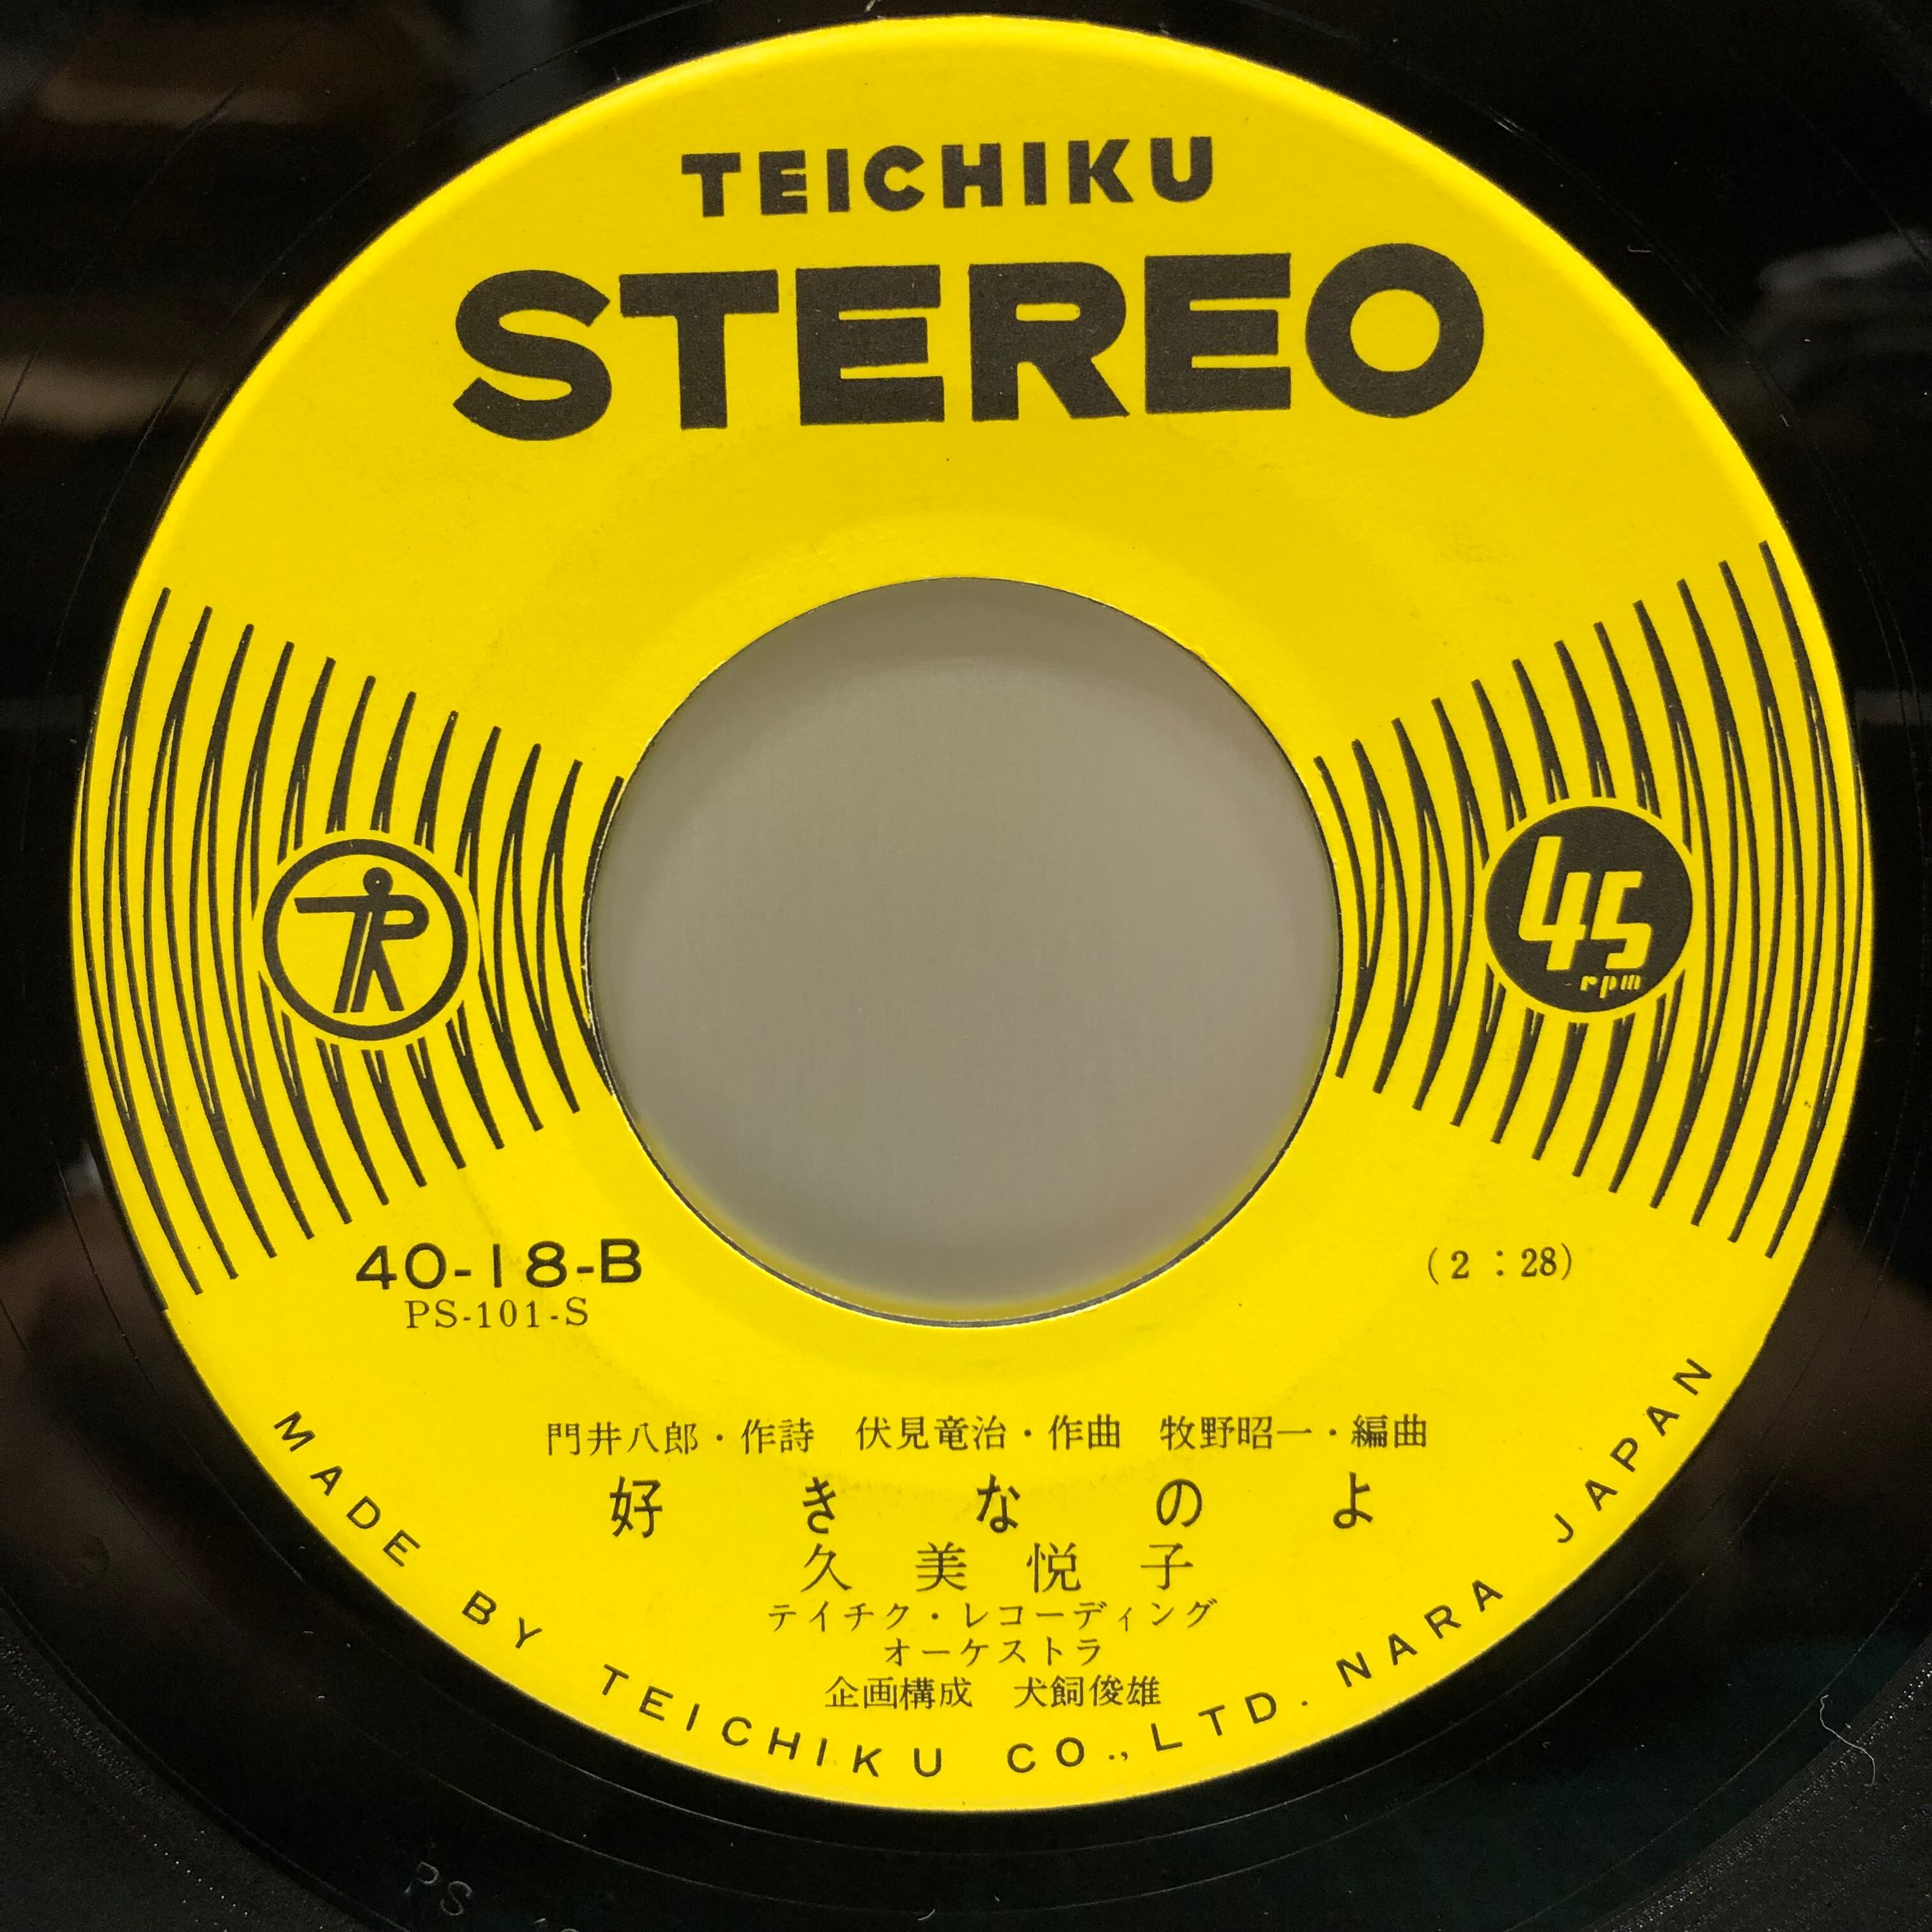 TEICHIKU
STEREO
TR
45
rpm
40-18-B
(2：28)
PS-101-S
門井八郎・作詩　伏見竜治・作曲　牧野昭一・編曲
好きなのよ
久美悦子
テイチク・レコーディング
オーケストラ
企画構成　犬飼俊雄
MADE BY TEICHIKU CO., LTD. NARA JAPAN
PS